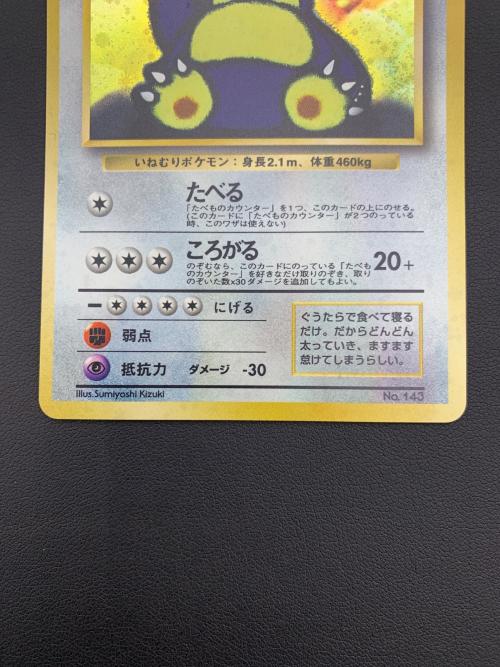 いねむりポケモン：身長2.1m、体重460kg
たべる
「たべものカウンター」を1つ、このカードの上にのせる。
(このカードに「たべものカウンター」が2つのっている
時、このワザは使えない)
ころがる
20+
のぞむなら、このカードにのっている「たべも
のカウンター」を好きなだけ取りのぞき、取り
のぞいた数x30ダメージを追加してもよい。
にげる
弱点
抵抗力 ダメージ -30
ぐうたらで食べて寝る
だけ。だからどんどん
太っていき、ますます
怠けてしまうらしい。
Illus.Sumiyoshi Kizuki
No. 143